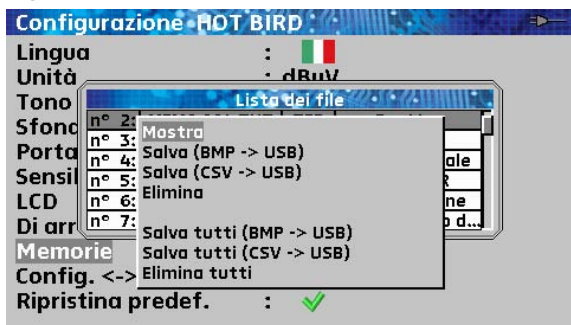 Configurazione HOT BIRD
Lingua :
Unità : dBµV
Tono
Lista dei file
n° 2:
n° 3:
n° 4: ale
n° 5:
n° 6: ne
n° 7: o d...
Mostra
Salva (BMP -> USB)
Salva (CSV -> USB)
Elimina
Salva tutti (BMP -> USB)
Salva tutti (CSV -> USB)
Elimina tutti
Sfond
Porta
Sensil
LCD
Di arr
Memorie
Config. <->
Ripristina predef. :